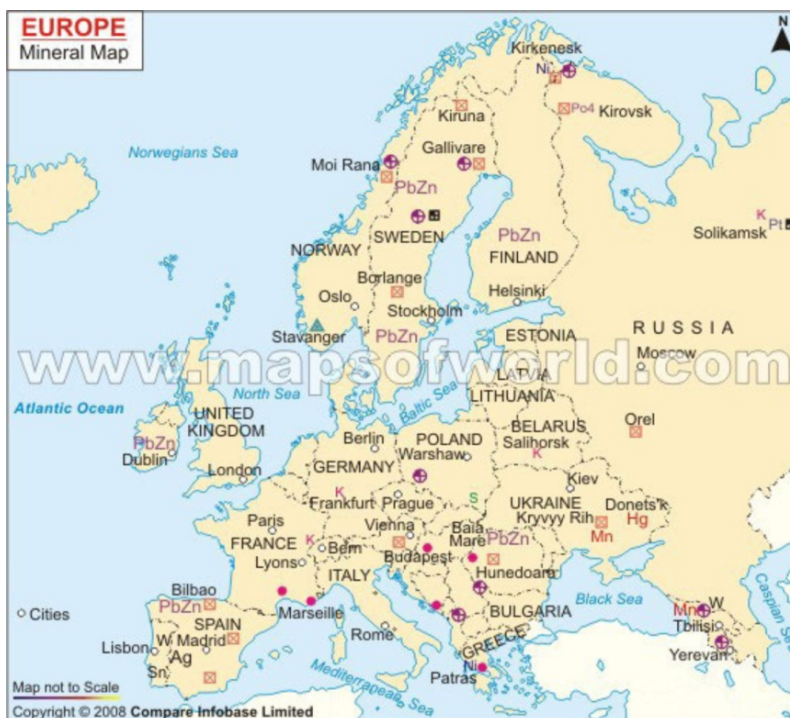 EUROPE
Mineral Map
N
Kirkenesk
Ni
Po4 Kirovsk
Kiruna
Norwegians Sea
Gallivare
Moi Rana
PbZn
K
Pt
Solikamsk
SWEDEN
PbZn
NORWAY
FINLAND
Borlange
Oslo
Helsinki
Stockholm
Stavanger
PbZn
ESTONIA
RUSSIA
www.mapsofworld.com
Moscow
LATVIA
North Sea
Baltic Sea
LITHUANIA
Atlantic Ocean
UNITED
KINGDOM
BELARUS
Orel
PbZn
Dublin
Berlin
POLAND
Salihorsk
Warshaw
K
London
GERMANY
Kiev
K
Frankfurt
Prague
S
UKRAINE
Donets'k
Kryvyy Rih
Hg
Paris
Vienna
Baia
Mare
PbZn
Mn
FRANCE
K
Bern
Budapest
Lyons
ITALY
Hunedoara
Bilbao
PbZn
Marseille
BULGARIA
Black Sea
Caspian Sea
Mn
W
Cities
SPAIN
Tbilisi
Lisbon
W
Madrid
Rome
GREECE
Yerevan
Ag
Sn
Ni
Patras
Mediterranean Sea
Map not to Scale
Copyright © 2008 Compare Infobase Limited